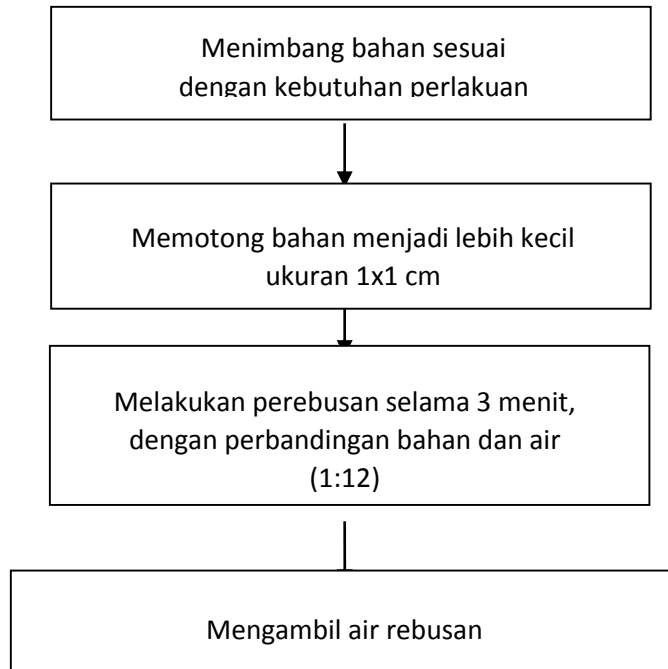 Menimbang bahan sesuai
dengan kebutuhan perlakuan
Memotong bahan menjadi lebih kecil
ukuran 1x1 cm
Melakukan perebusan selama 3 menit,
dengan perbandingan bahan dan air
(1:12)
Mengambil air rebusan